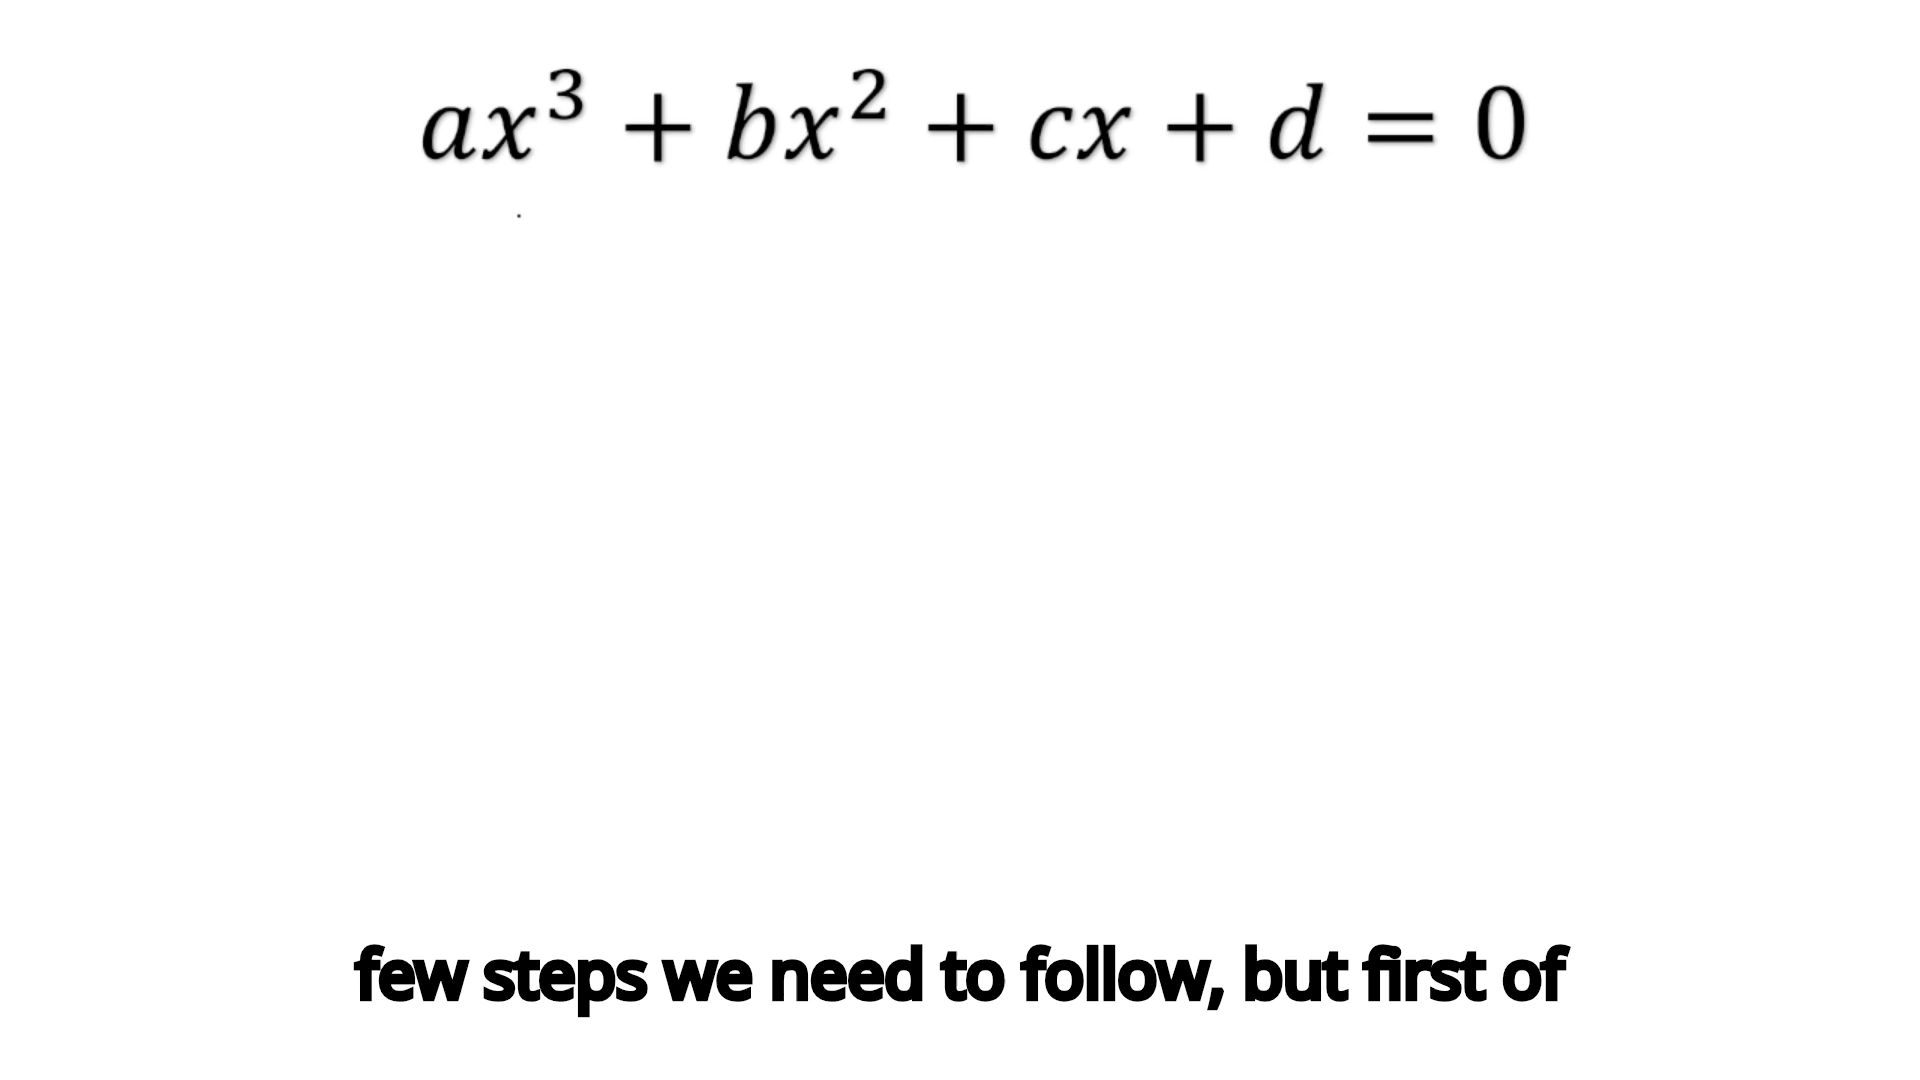 ax³ + bx² + cx + d = 0
few steps we need to follow, but first of